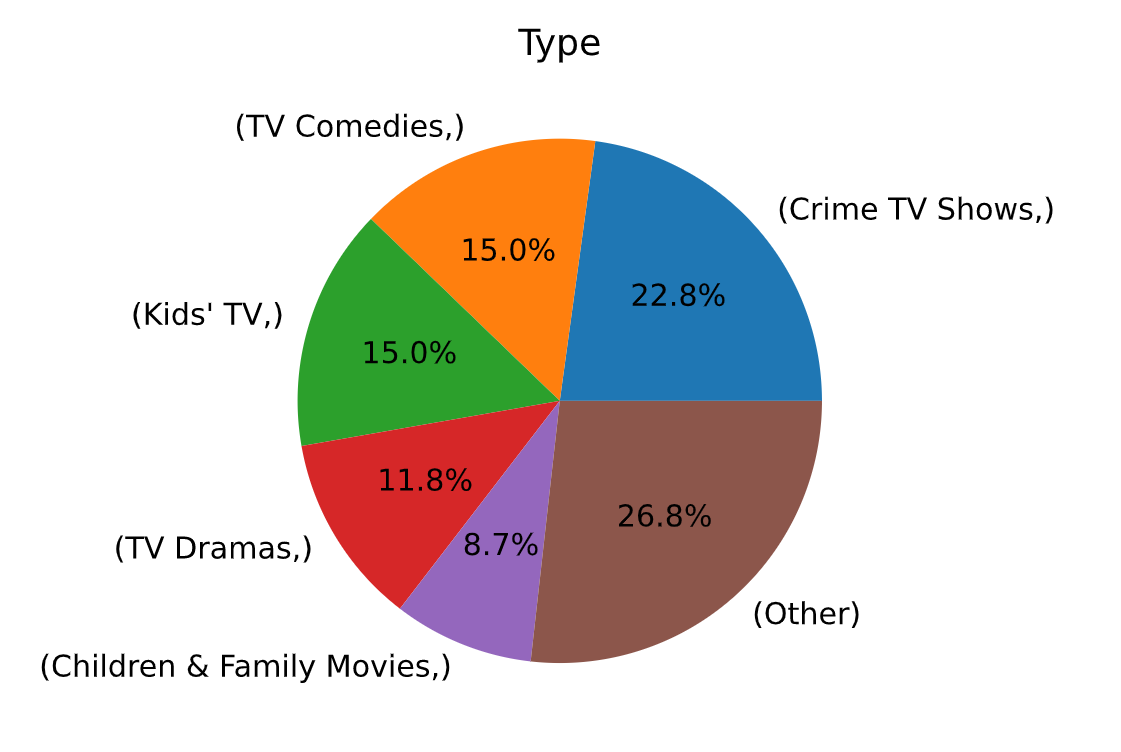 Type
(TV Comedies,)
(Crime TV Shows,)
15.0%
22.8%
(Kids' TV,)
15.0%
11.8%
26.8%
(TV Dramas,)
8.7%
(Other)
(Children & Family Movies,)